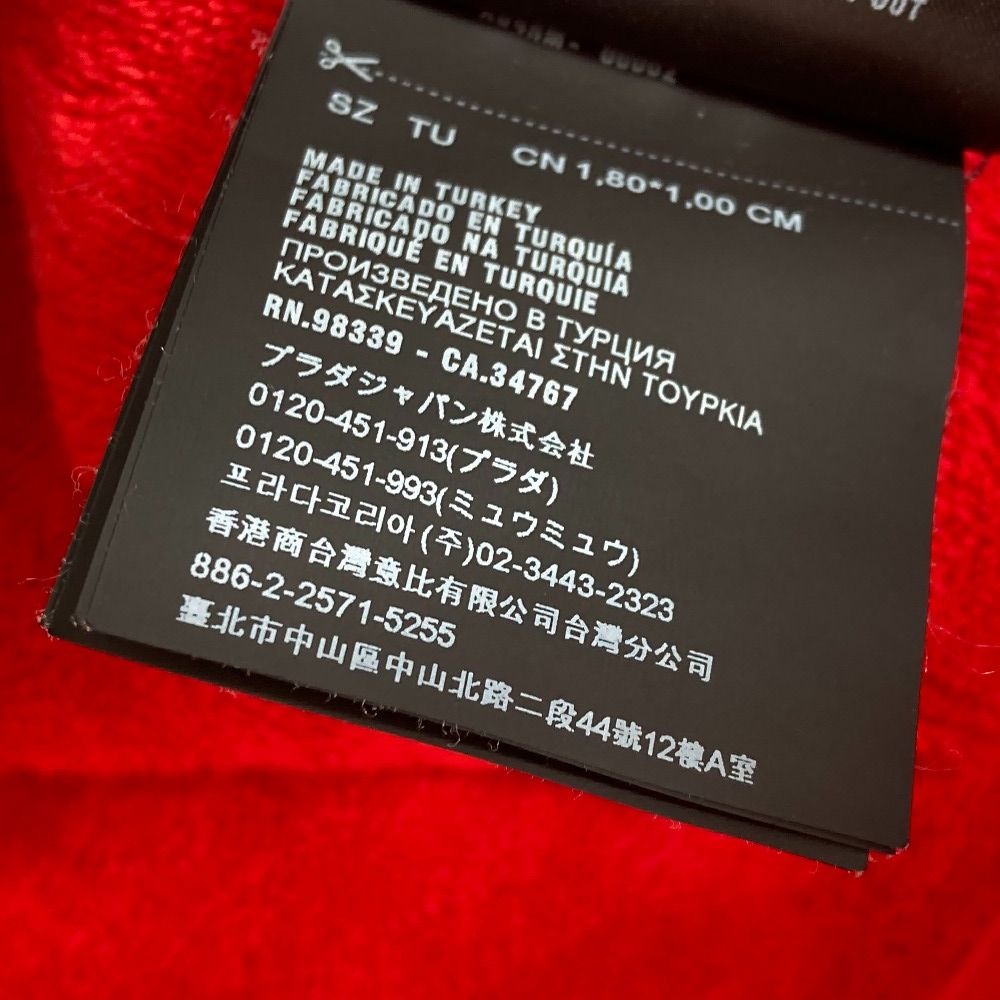 SZ TU CN 1,80*1,00 CM
MADE IN TURKEY
FABRICADO EN TURQUÍA
FABRICADO NA TURQUIA
FABRIQUÉ EN TURQUIE
ПРОИЗВЕДЕНО В ТУРЦИЯ
ΚΑΤΑΣΚΕΥΑΖΕΤΑΙ ΣΤΗΝ ΤΟΥΡΚΙΑ
RN.98339 - CA.34767
プラダジャパン株式会社
0120-451-913(プラダ)
0120-451-993(ミュウミュウ)
프라다코리아(주)02-3443-2323
香港商台灣意比有限公司台灣分公司
886-2-2571-5255
臺北市中山區中山北路二段44號12樓A室